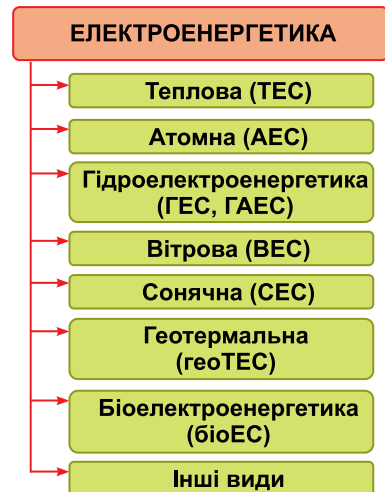 ЕЛЕКТРОЕНЕРГЕТИКА
Теплова (ТЕС)
Атомна (АЕС)
Гідроелектроенергетика
(ГЕС, ГАЕС)
Вітрова (ВЕС)
Сонячна (СЕС)
Геотермальна
(геоТЕС)
Біоелектроенергетика
(біоЕС)
Інші види